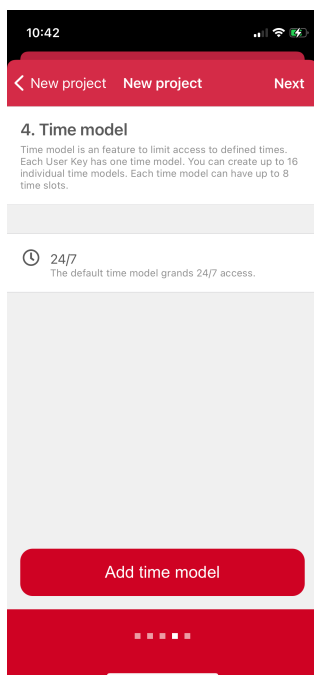 10:42
New project
New project
Next
4. Time model
Time model is an feature to limit access to defined times.
Each User Key has one time model. You can create up to 16
individual time models. Each time model can have up to 8
time slots.
24/7
The default time model grands 24/7 access.
Add time model